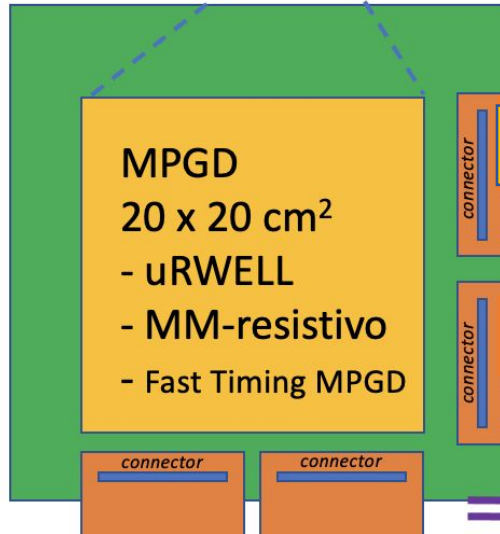 MPGD
20 x 20 cm²
- uRWELL
- MM-resistivo
- Fast Timing MPGD
connector
connector
connector
connector